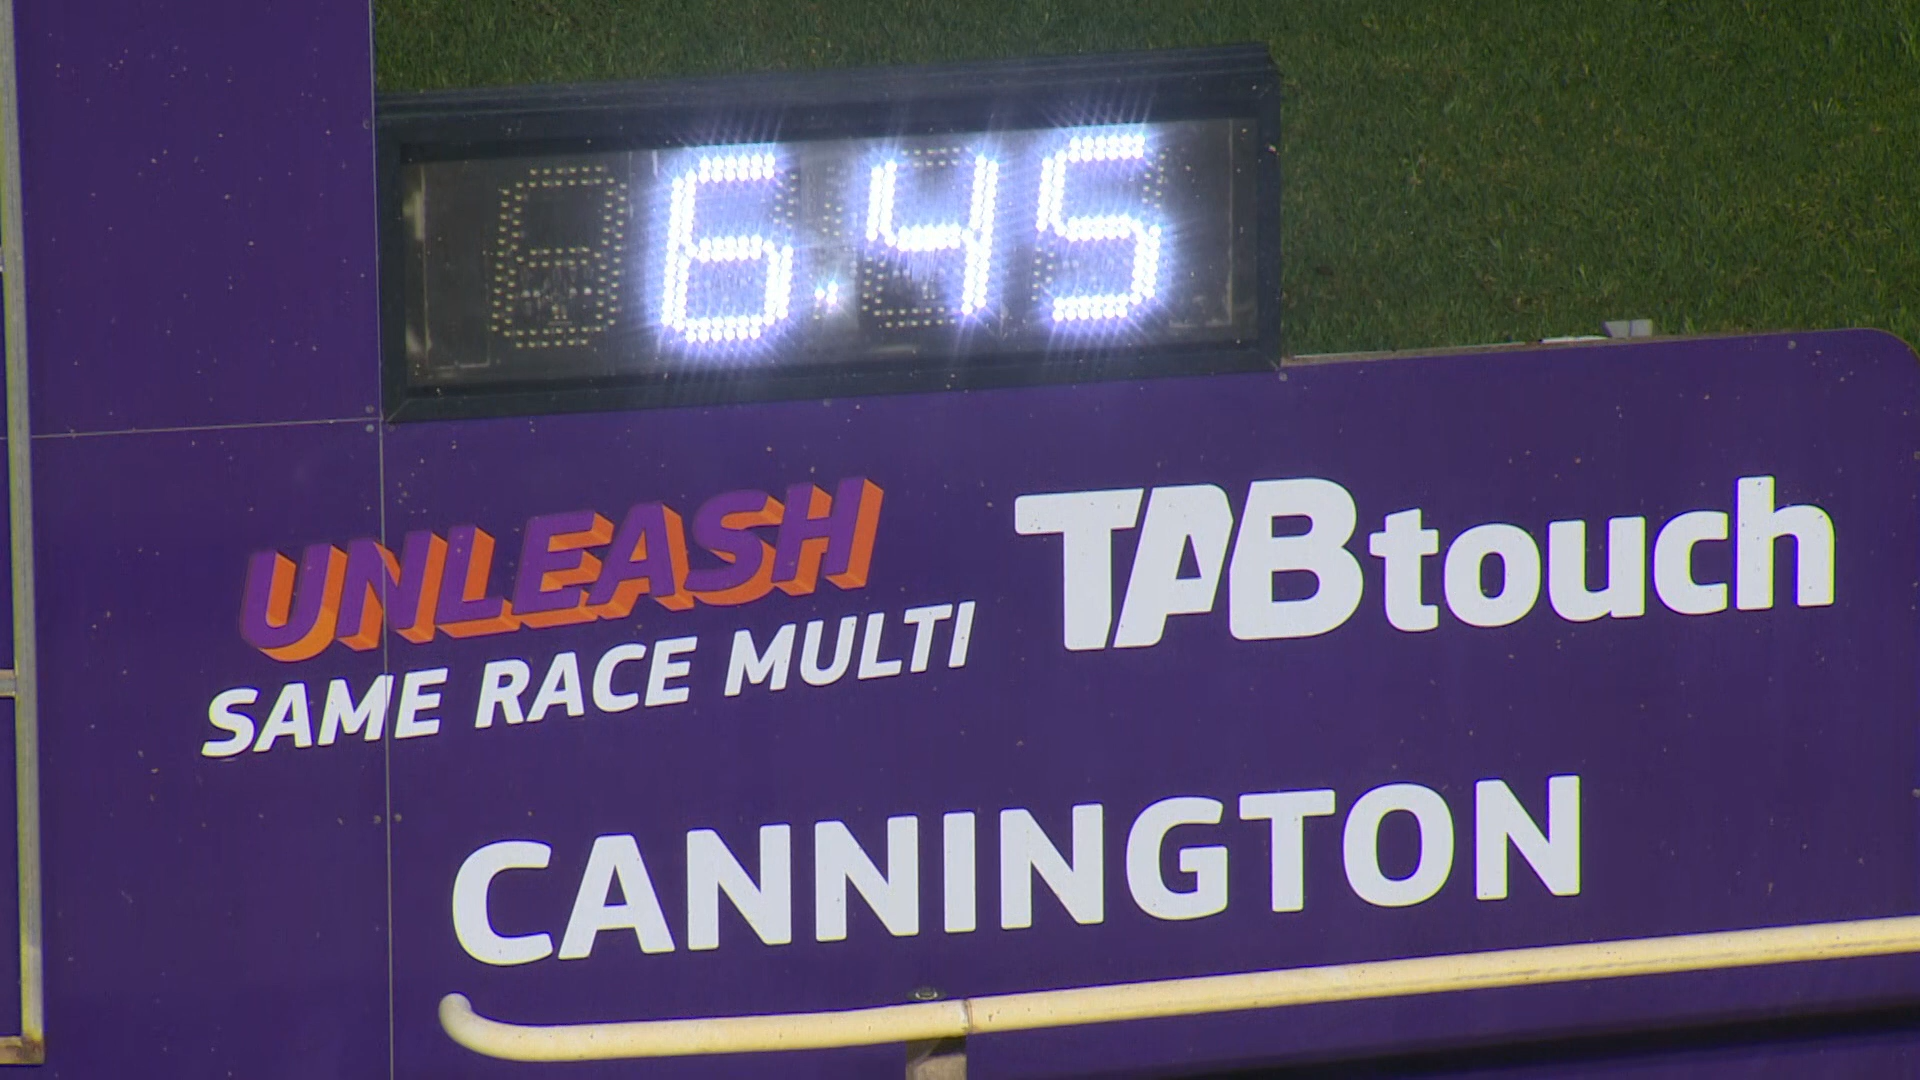 6.45
UNLEASH
SAME RACE MULTI
TABtouch
CANNINGTON